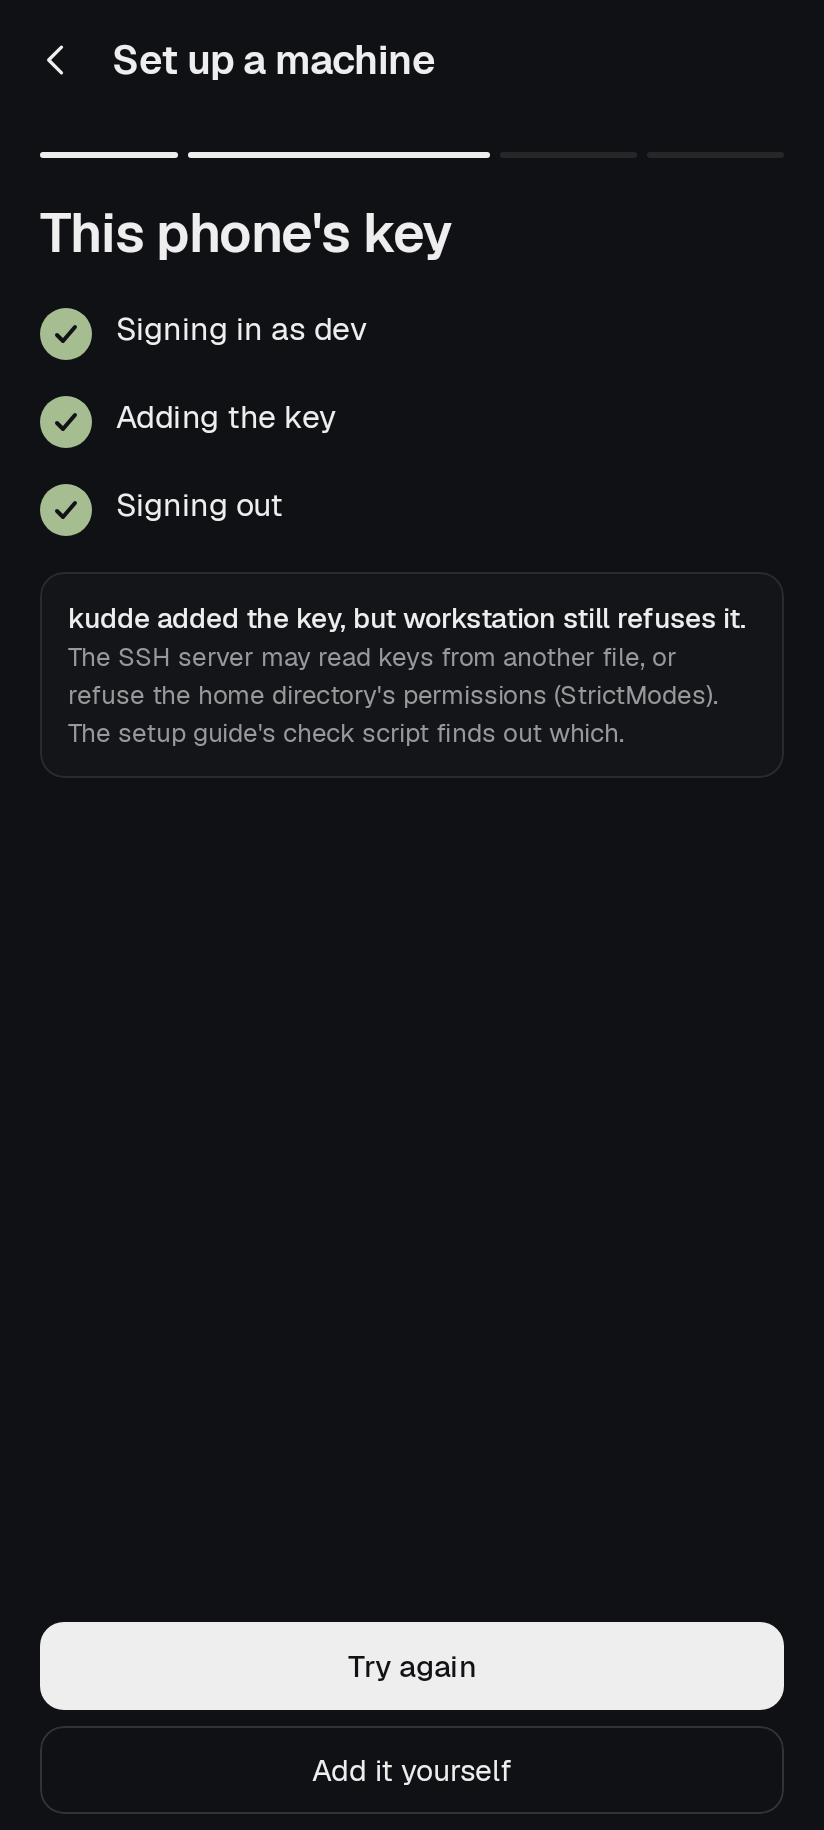 Set up a machine
This phone's key
Signing in as dev
Adding the key
Signing out
kudde added the key, but workstation still refuses it.
The SSH server may read keys from another file, or
refuse the home directory's permissions (StrictModes).
The setup guide's check script finds out which.
Try again
Add it yourself